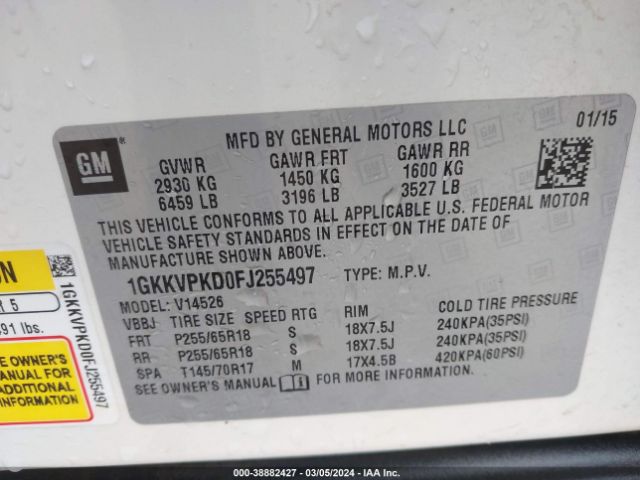 MFD BY GENERAL MOTORS LLC
01/15
GM
GVWR
GAWR FRT
GAWR RR
2930 KG
1450 KG
1600 KG
6459 LB
3196 LB
3527 LB
THIS VEHICLE CONFORMS TO ALL APPLICABLE U.S. FEDERAL MOTOR
VEHICLE SAFETY STANDARDS IN EFFECT ON THE DATE OF
MANUFACTURE SHOWN ABOVE.
1GKKVPKD0FJ255497 TYPE: M.P.V.
MODEL: V14526
VBBJ TIRE SIZE SPEED RTG RIM COLD TIRE PRESSURE
FRT P255/65R18 S 18X7.5J 240KPA(35PSI)
RR P255/65R18 S 18X7.5J 240KPA(35PSI)
SPA T145/70R17 M 17X4.5B 420KPA(60PSI)
SEE OWNER'S MANUAL FOR MORE INFORMATION.
ON
R 5
491 lbs.
E OWNER'S
ANUAL FOR
ADDITIONAL
INFORMATION
1GKKVPKD0FJ255497
000-38882427 - 03/05/2024 - IAA Inc.